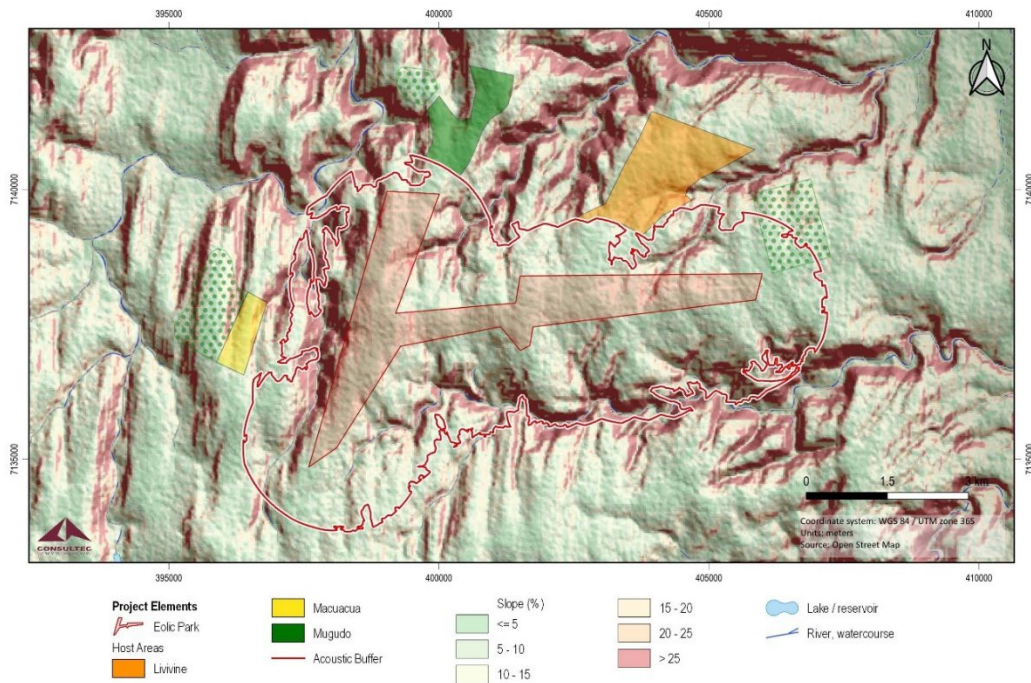 395000 400000 405000 410000
N
7140000 7140000
7135000 7135000
0 1.5 3 km
Coordinate system: WGS 84 / UTM zone 36S
Units: meters
Source: Open Street Map
CONSULTEC
395000 400000 405000 410000
Project Elements
Eolic Park
Host Areas
Livivine
Macuacua
Mugudo
Acoustic Buffer
Slope (%)
<= 5
5 - 10
10 - 15
15 - 20
20 - 25
> 25
Lake / reservoir
River, watercourse